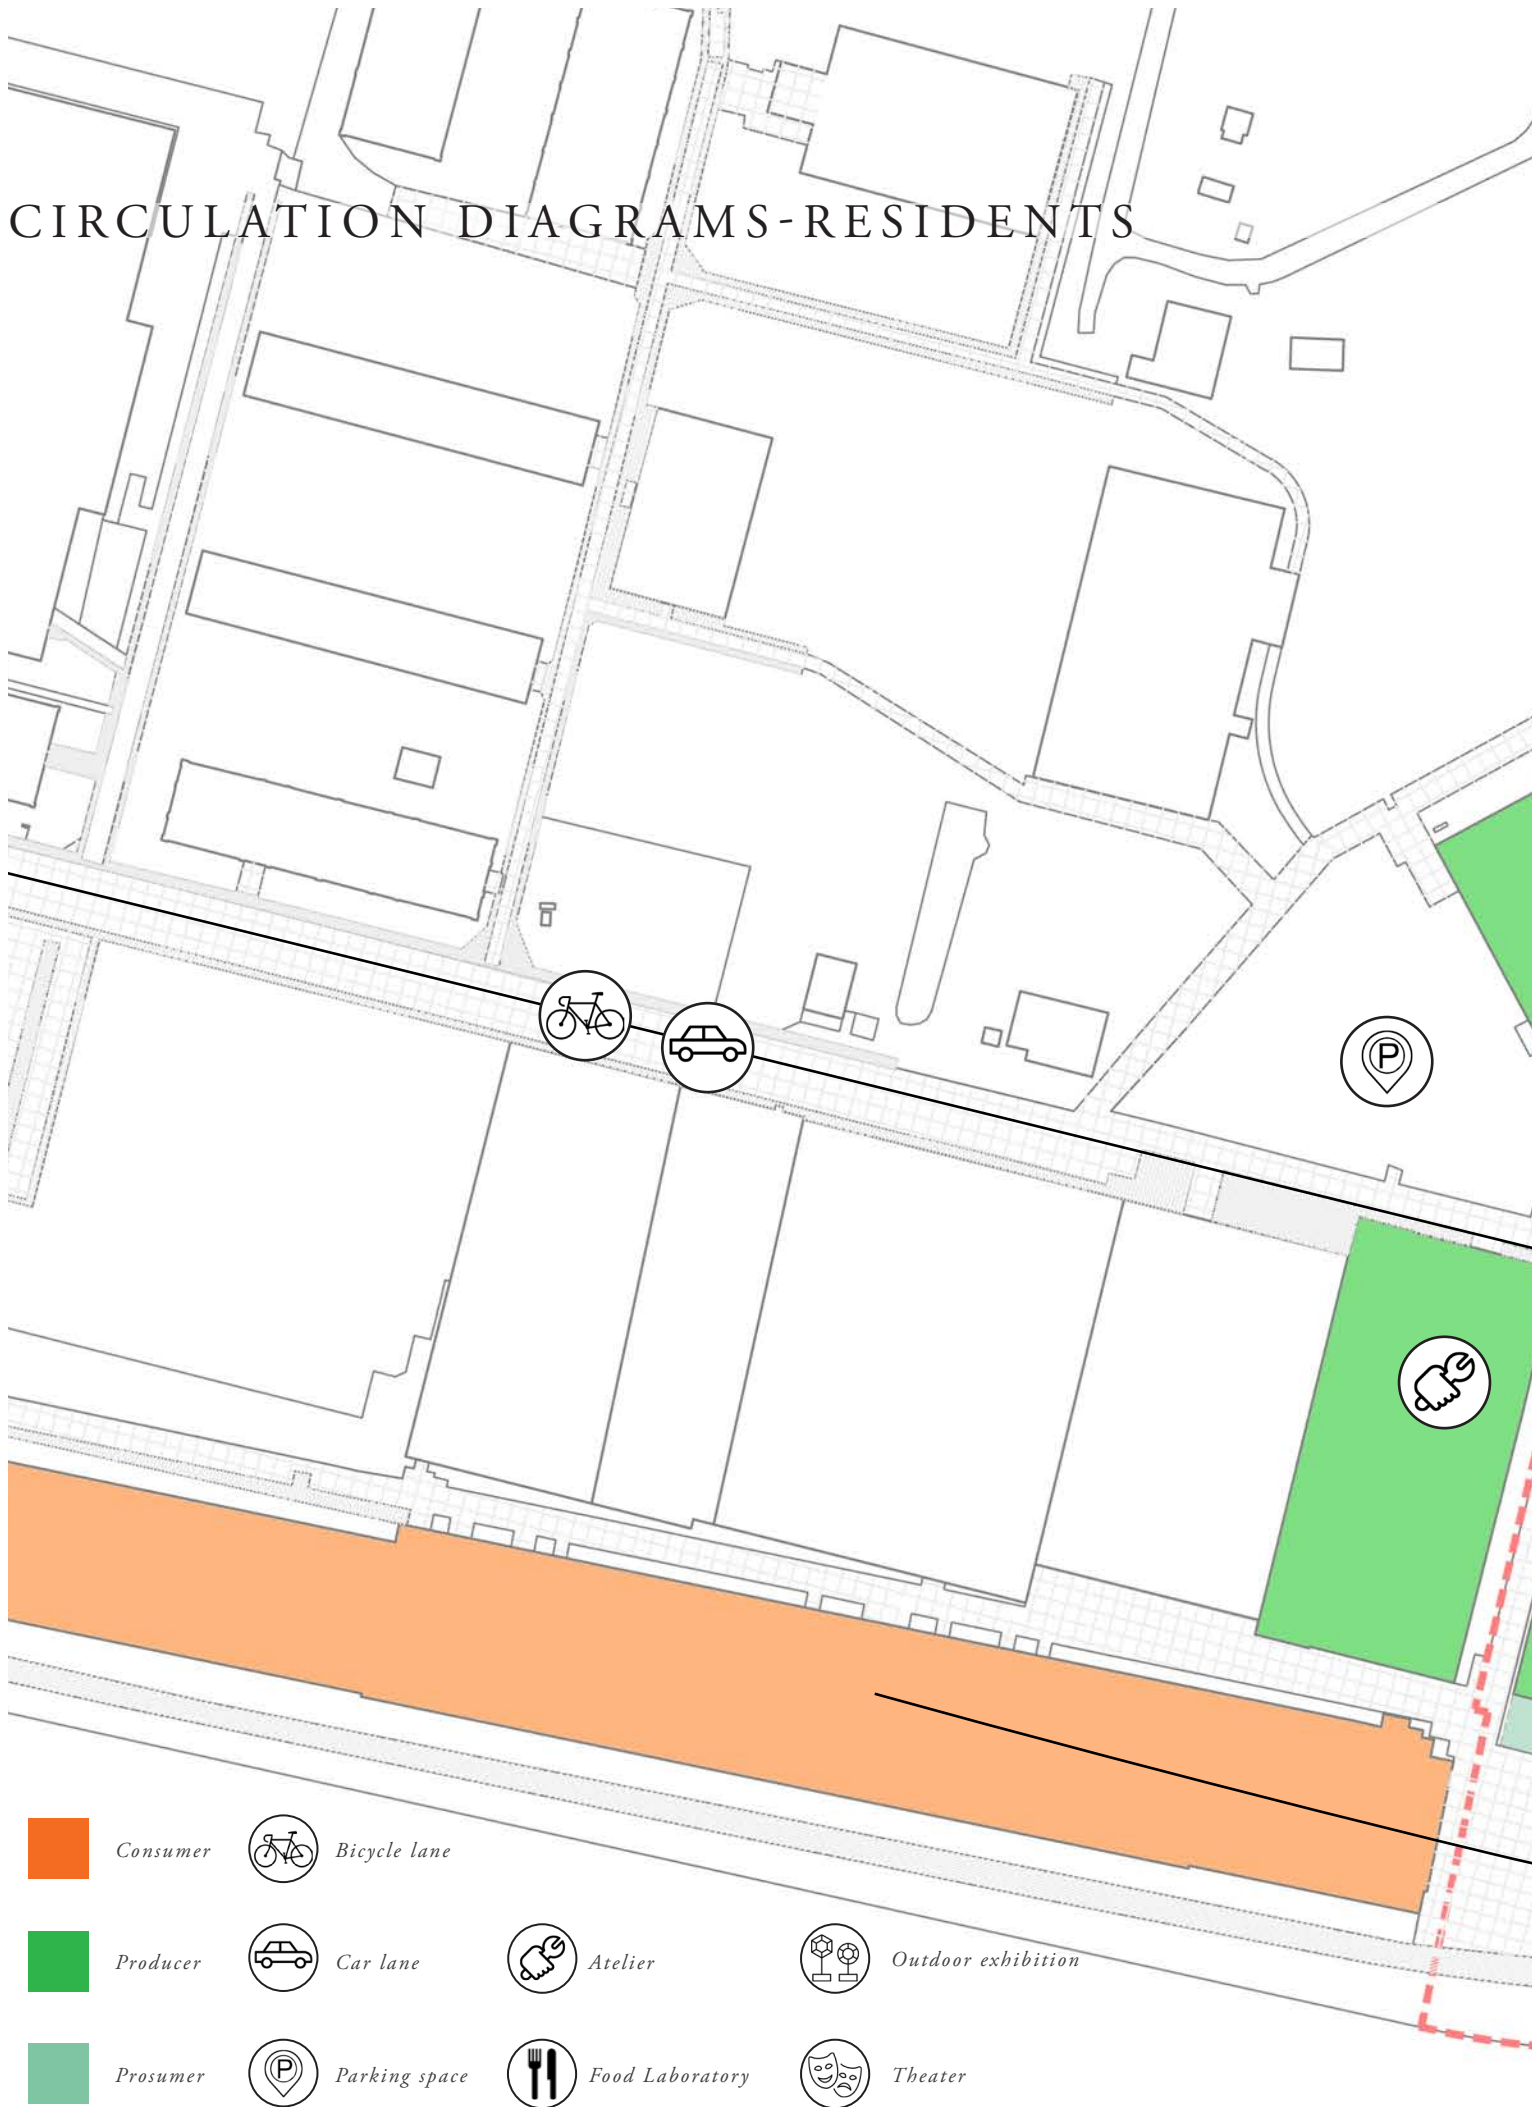 CIRCULATION DIAGRAMS-RESIDENTS
P
Consumer
Bicycle lane
Producer
Car lane
Atelier
Outdoor exhibition
Prosumer
P
Parking space
Food Laboratory
Theater